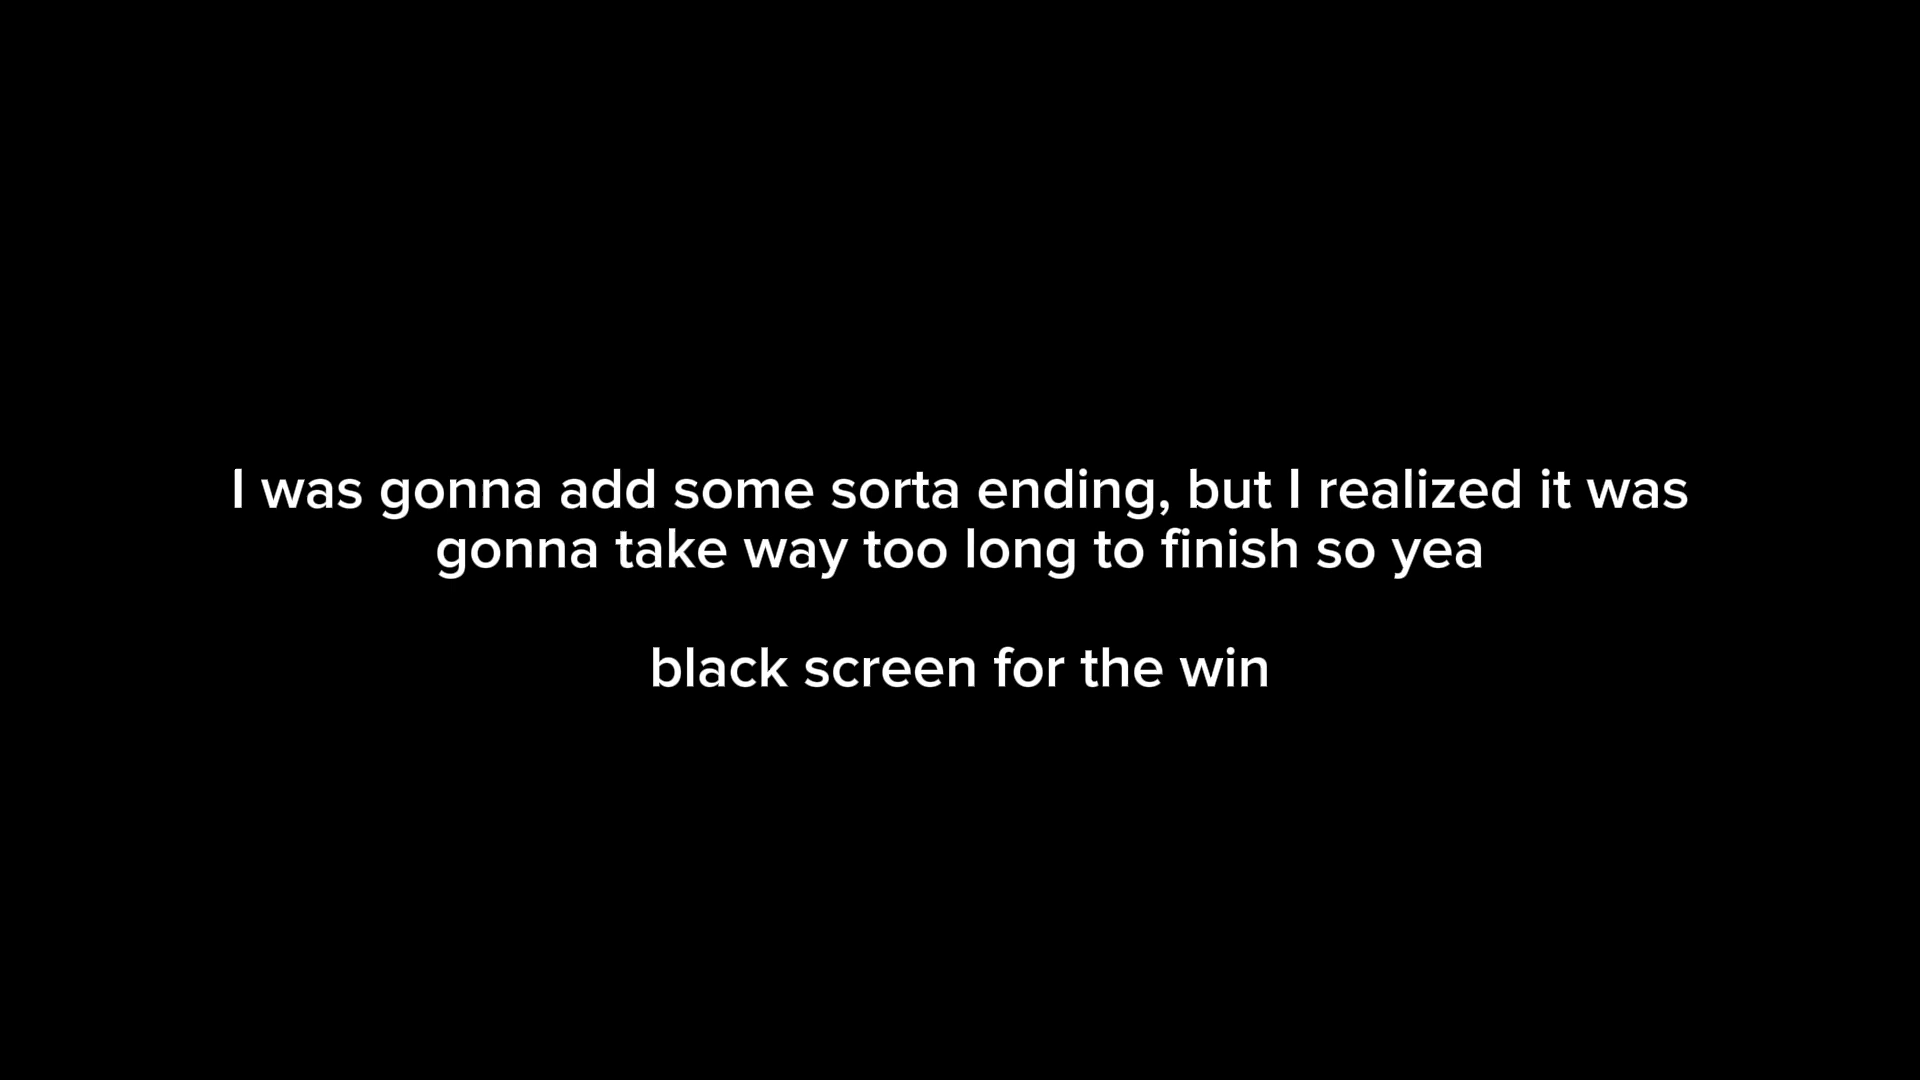 I was gonna add some sorta ending, but I realized it was
gonna take way too long to finish so yea
black screen for the win